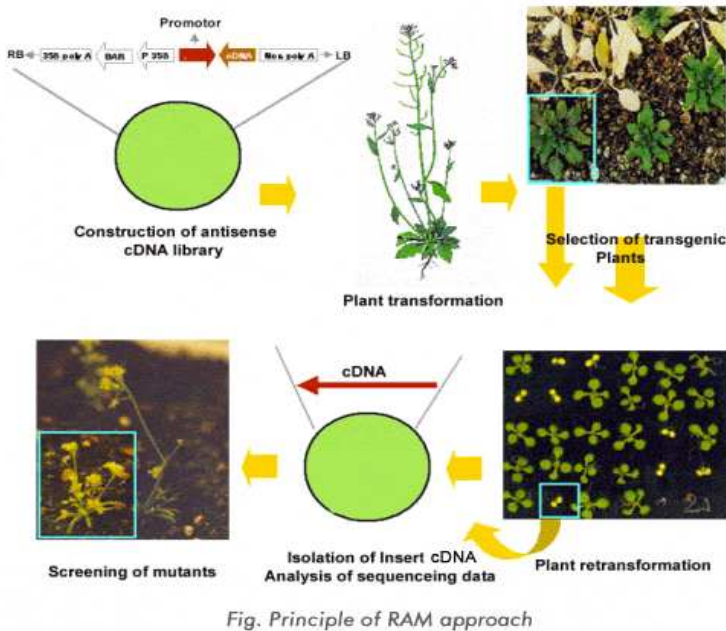 Promotor
RB 35S poly A BAR P 35S cDNA Nos poly A LB
Construction of antisense
cDNA library
Plant transformation
Selection of transgenic
Plants
cDNA
Screening of mutants
Isolation of Insert cDNA
Analysis of sequenceing data
Plant retransformation
Fig. Principle of RAM approach